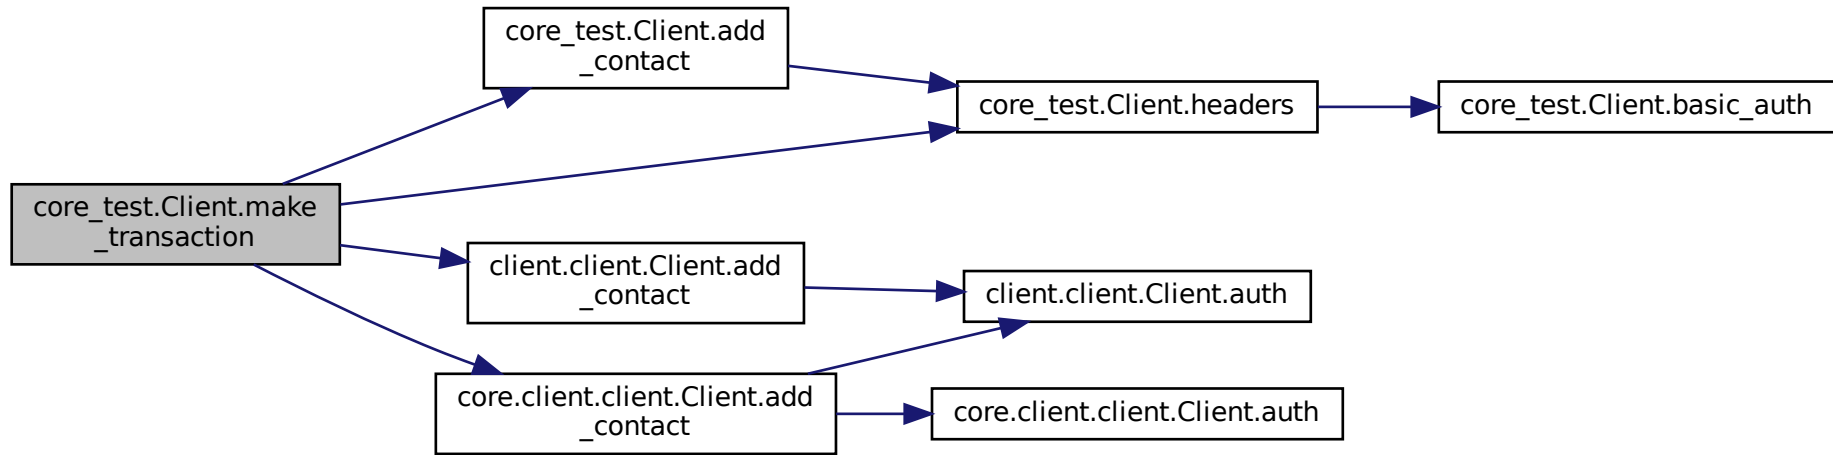 core_test.Client.make
_transaction
core_test.Client.add
_contact
core_test.Client.headers
core_test.Client.basic_auth
client.client.Client.add
_contact
client.client.Client.auth
core.client.client.Client.add
_contact
core.client.client.Client.auth